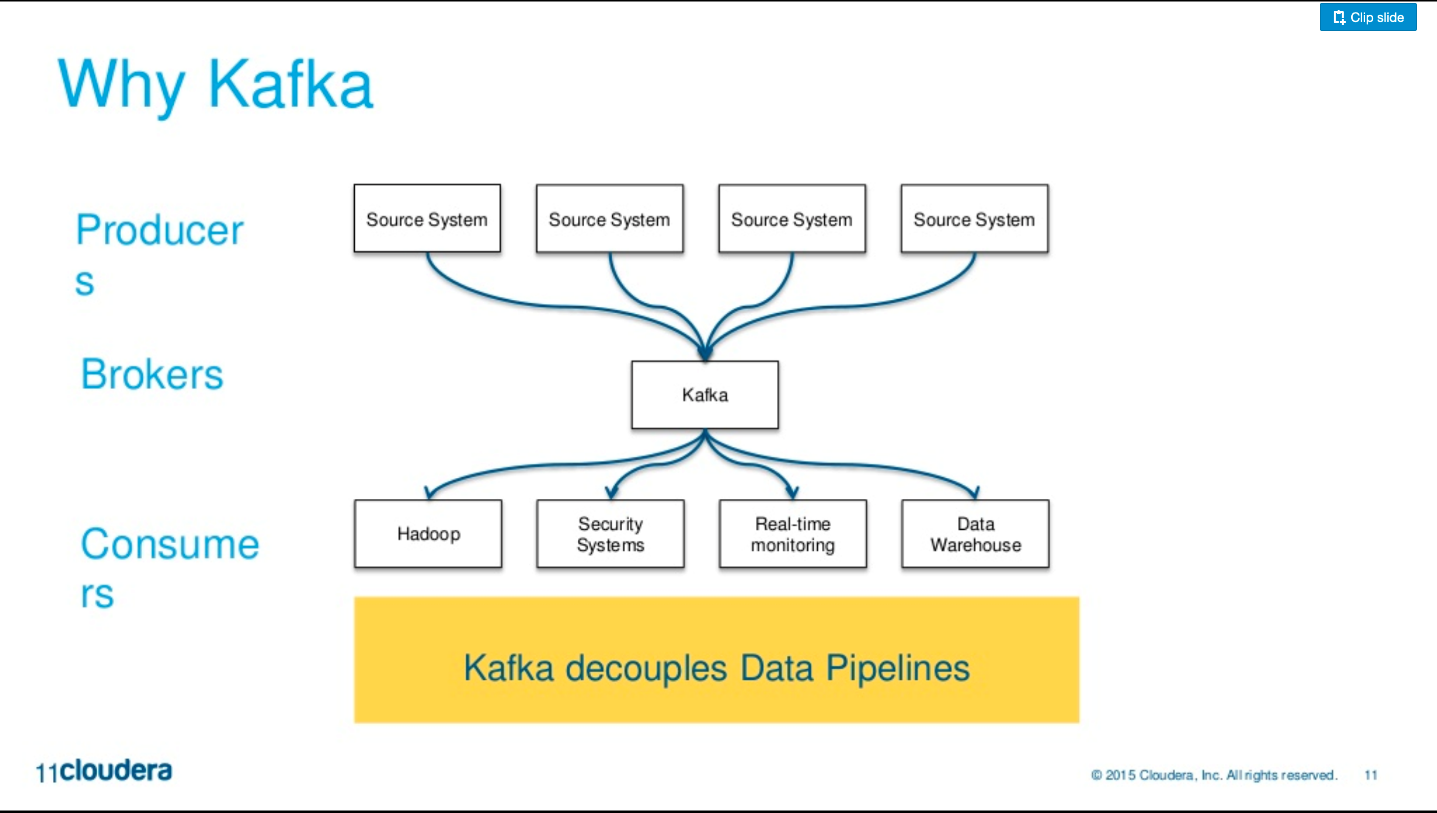 Clip slide
Why Kafka
Producer
s
Source System
Source System
Source System
Source System
Brokers
Kafka
Consume
rs
Hadoop
Security
Systems
Real-time
monitoring
Data
Warehouse
Kafka decouples Data Pipelines
11cloudera
© 2015 Cloudera, Inc. All rights reserved.
11